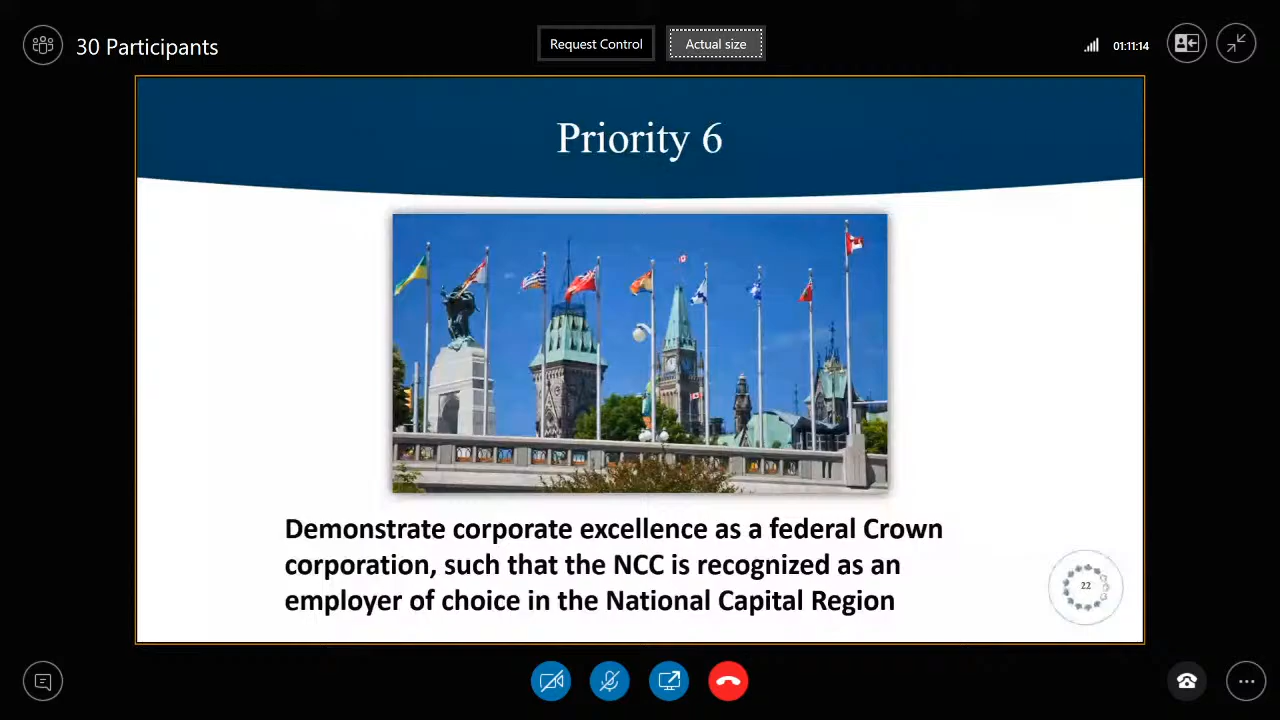 30 Participants
Request Control
Actual size
01:11:14
Priority 6
Demonstrate corporate excellence as a federal Crown
corporation, such that the NCC is recognized as an
employer of choice in the National Capital Region
22